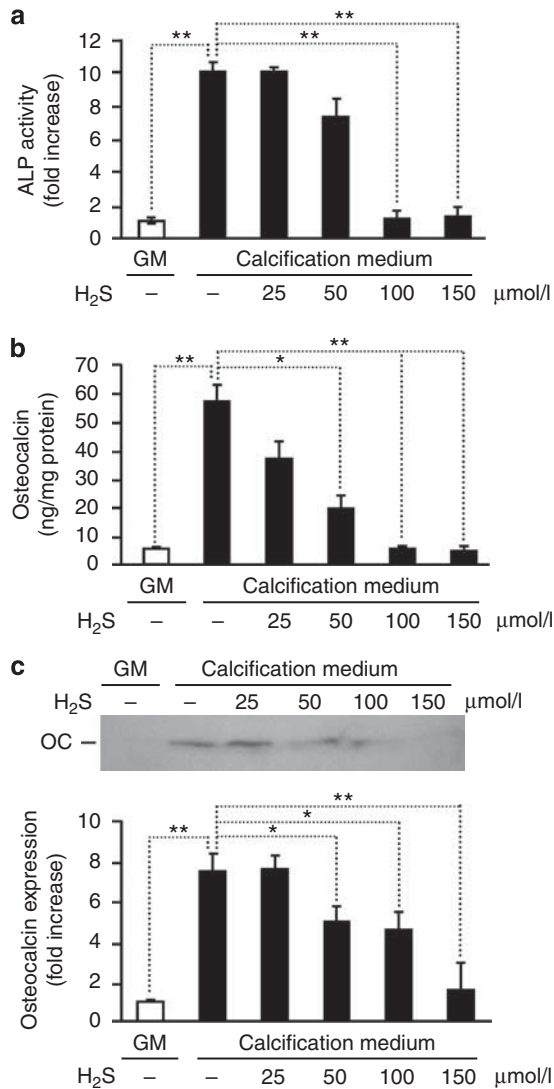 a
** **
**
12
10
8
6
4
2
0
ALP activity
(fold increase)
GM Calcification medium
H₂S – – 25 50 100 150 μmol/l
b
** * **
70
60
50
40
30
20
10
0
Osteocalcin
(ng/mg protein)
GM Calcification medium
H₂S – – 25 50 100 150 μmol/l
c
GM Calcification medium
H₂S – – 25 50 100 150 μmol/l
OC –
**
*
** *
10
8
6
4
2
0
Osteocalcin expression
(fold increase)
GM Calcification medium
H₂S – – 25 50 100 150 μmol/l